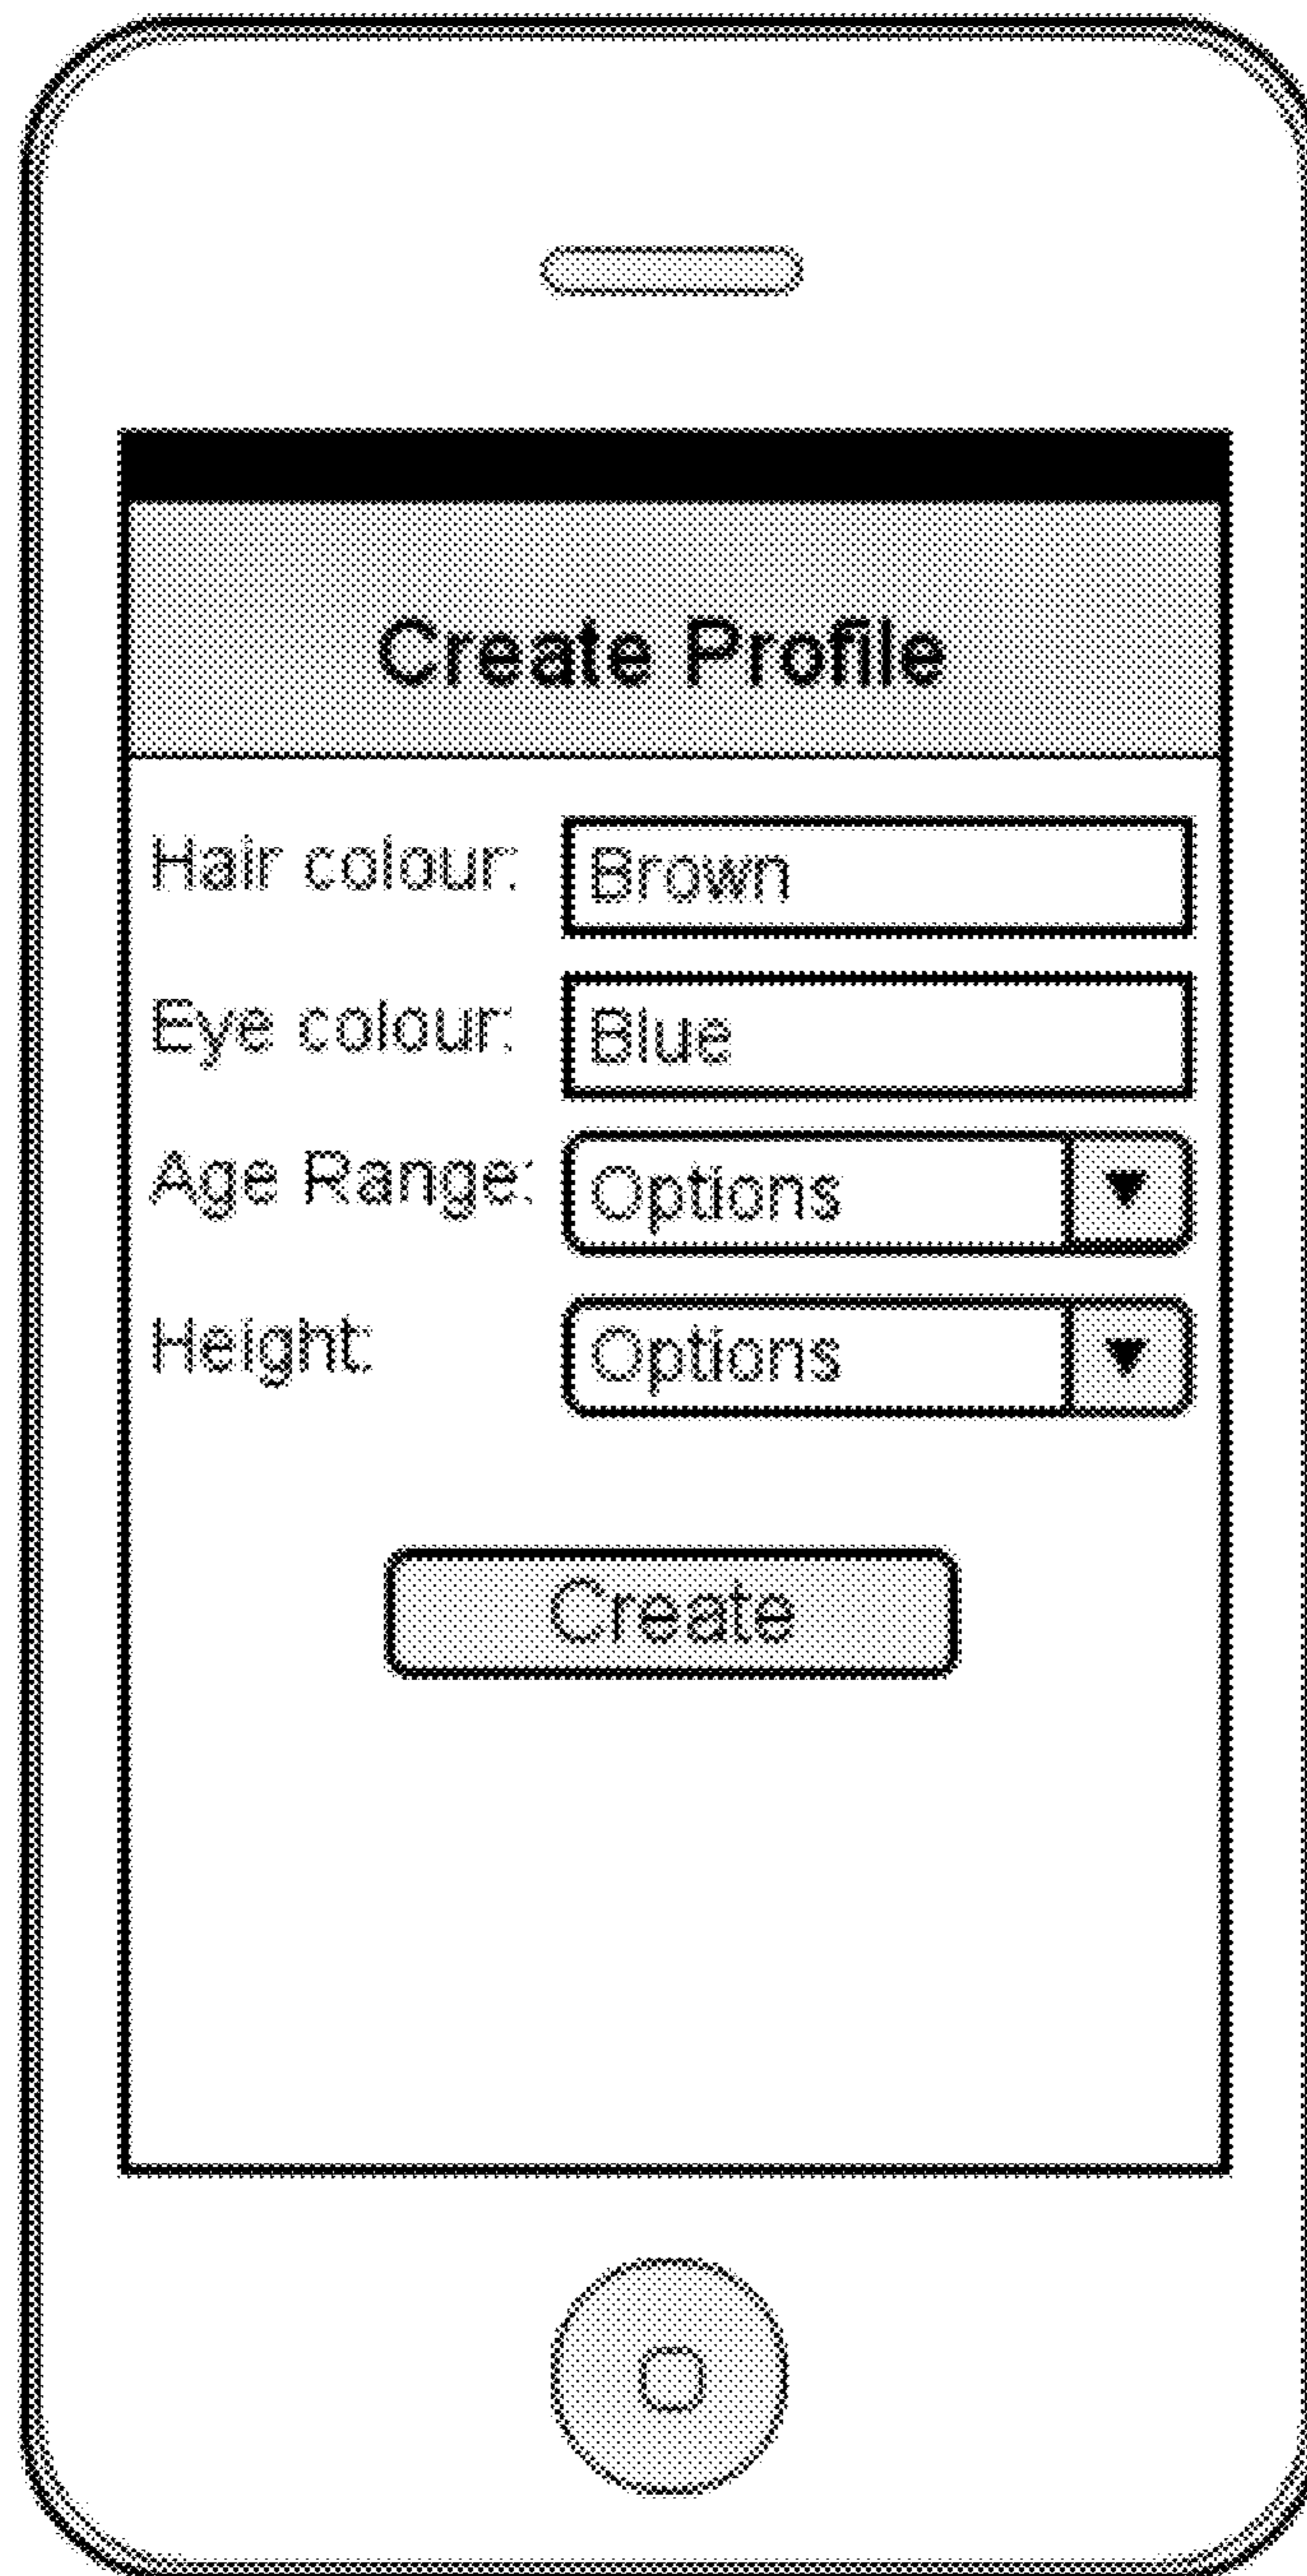 Create Profile
Hair colour: Brown
Eye colour: Blue
Age Range: Options
Height: Options
Create